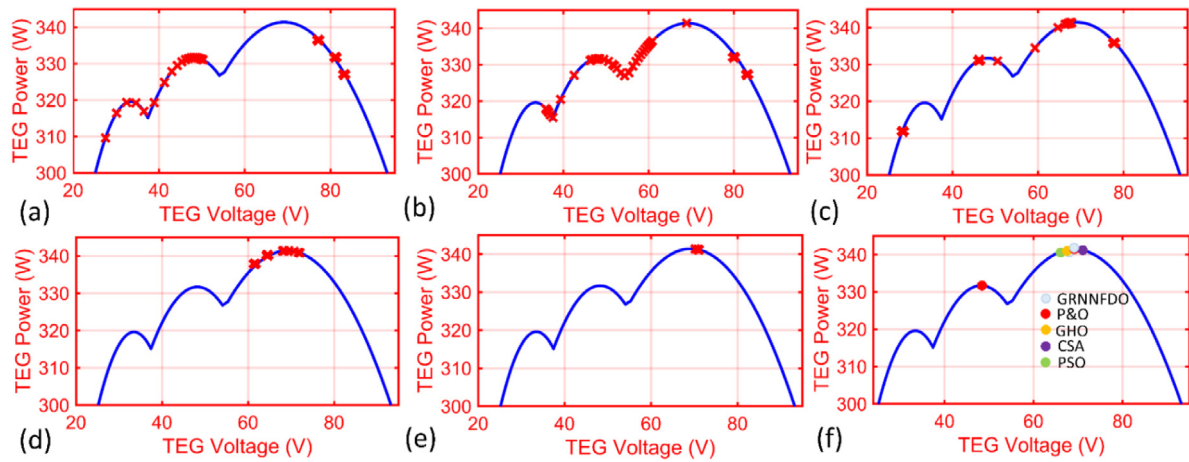 340
330
320
310
300
TEG Power (W)
20 40 60 80
TEG Voltage (V)
(a)
340
330
320
310
300
TEG Power (W)
20 40 60 80
TEG Voltage (V)
(b)
340
330
320
310
300
TEG Power (W)
20 40 60 80
TEG Voltage (V)
(c)
340
330
320
310
300
TEG Power (W)
20 40 60 80
TEG Voltage (V)
(d)
340
330
320
310
300
TEG Power (W)
20 40 60 80
TEG Voltage (V)
(e)
340
330
320
310
300
TEG Power (W)
GRNNFDO
P&O
GHO
CSA
PSO
40 60 80
TEG Voltage (V)
(f)